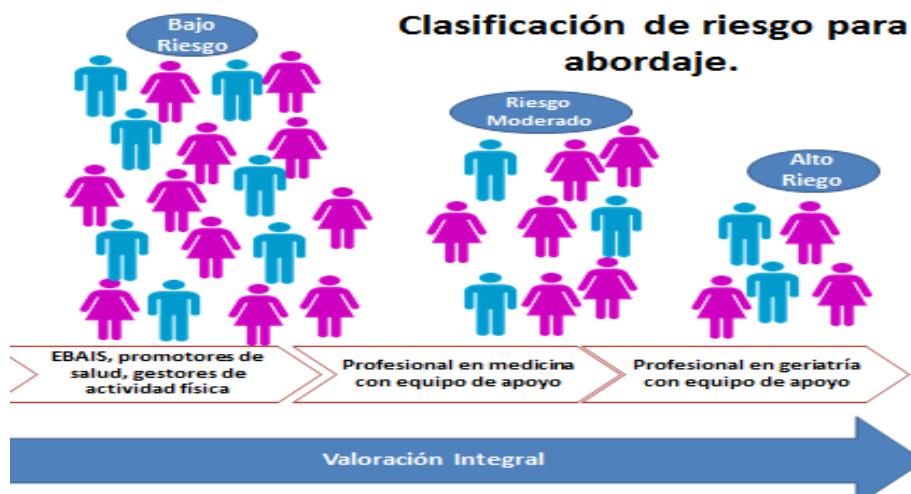 Clasificación de riesgo para
abordaje.
Bajo
Riesgo
Riesgo
Moderado
Alto
Riego
EBAIS, promotores de
salud, gestores de
actividad física
Profesional en medicina
con equipo de apoyo
Profesional en geriatría
con equipo de apoyo
Valoración Integral